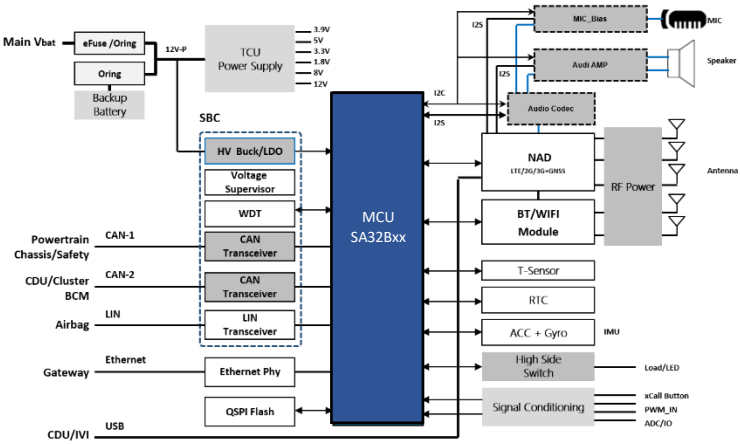 Main Vbat
eFuse /Oring
12V-P
Oring
Backup
Battery
TCU
Power Supply
3.9V
5V
3.3V
1.8V
8V
12V
I2S
MIC_Bias
MIC
Audi AMP
Speaker
I2S
I2C
I2S
Audio Codec
SBC
HV Buck/LDO
Voltage
Supervisor
WDT
CAN
Transceiver
CAN
Transceiver
LIN
Transceiver
Ethernet Phy
QSPI Flash
Powertrain
Chassis/Safety
CAN-1
CDU/Cluster
BCM
CAN-2
Airbag
LIN
Gateway
Ethernet
CDU/IVI
USB
MCU
SA32Bxx
NAD
LTE/2G/3G+GNSS
BT/WIFI
Module
RF Power
Antenna
T-Sensor
RTC
ACC + Gyro
IMU
High Side
Switch
Load/LED
Signal Conditioning
xCall Button
PWM_IN
ADC/IO